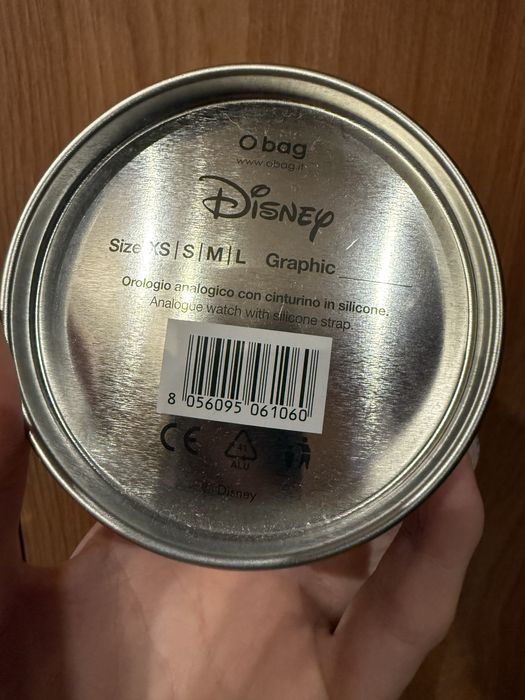 O bag
www.obag.it
Disney
Size XS | S | M | L Graphic
Orologio analogico con cinturino in silicone.
Analogue watch with silicone strap.
8 056095 061060
CE
41
ALU
© Disney